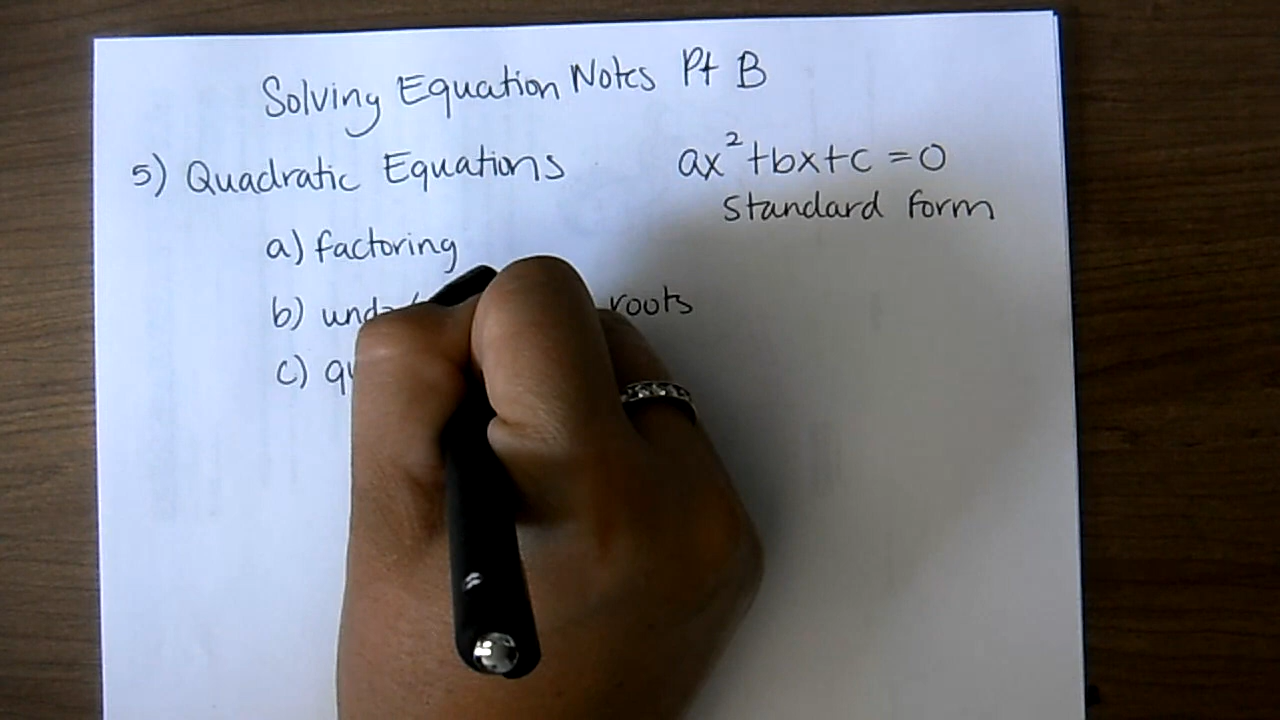 Solving Equation Notes Pt B
5) Quadratic Equations
ax²+bx+c=0
standard form
a) factoring
b) roots
c)